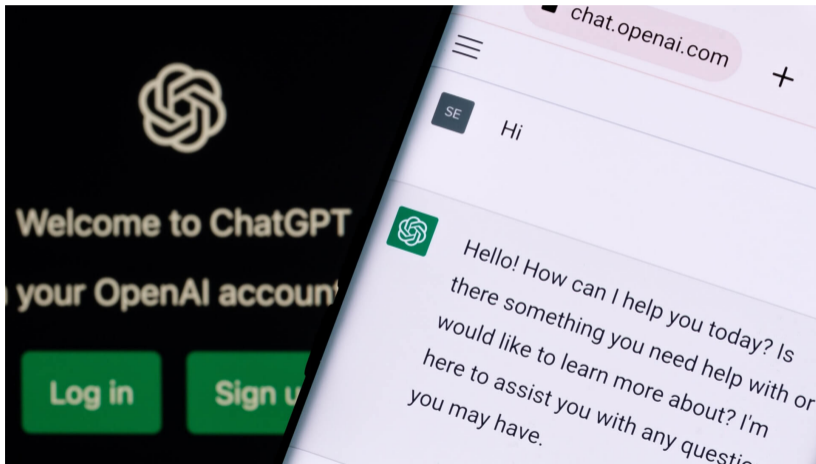 Welcome to ChatGPT
your OpenAI account
Log in
Sign u
chat.openai.com
+
SE
Hi
Hello! How can I help you today? Is
there something you need help with or
would like to learn more about? I'm
here to assist you with any questio
you may have.